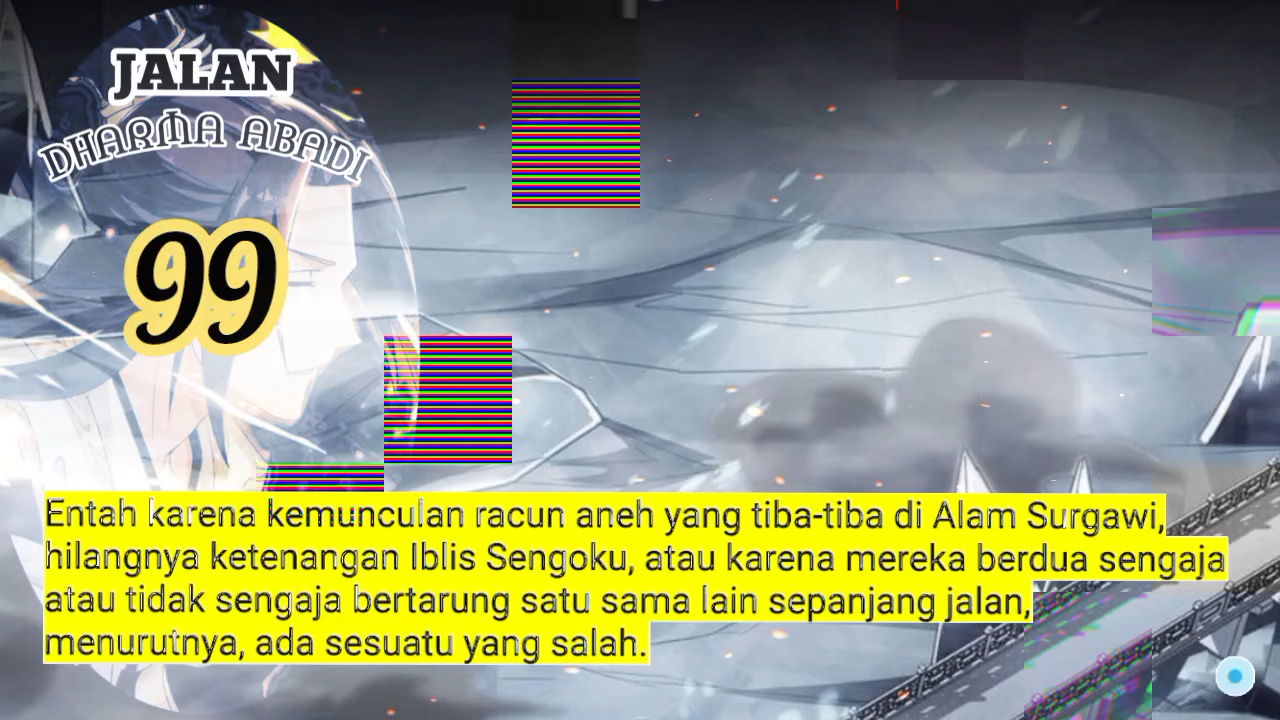 JALAN
DHARMA ABADI
99
Entah karena kemunculan racun aneh yang tiba-tiba di Alam Surgawi,
hilangnya ketenangan Iblis Sengoku, atau karena mereka berdua sengaja
atau tidak sengaja bertarung satu sama lain sepanjang jalan,
menurutnya, ada sesuatu yang salah.